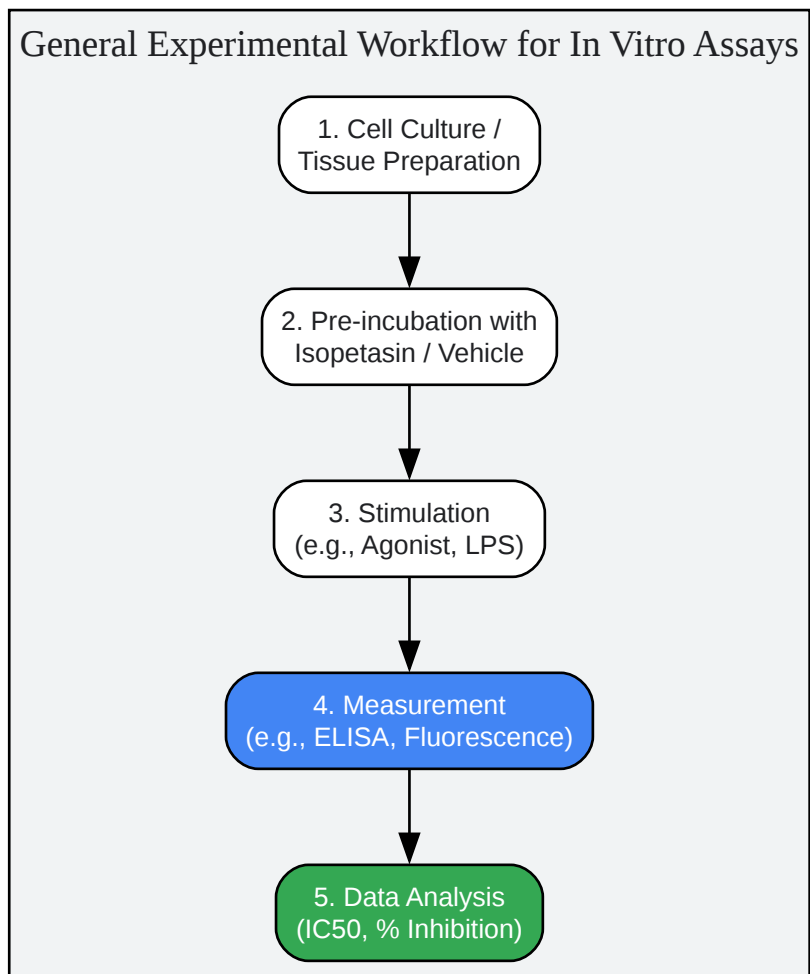 General Experimental Workflow for In Vitro Assays
1. Cell Culture /
Tissue Preparation
2. Pre-incubation with
Isopetasin / Vehicle
3. Stimulation
(e.g., Agonist, LPS)
4. Measurement
(e.g., ELISA, Fluorescence)
5. Data Analysis
(IC50, % Inhibition)